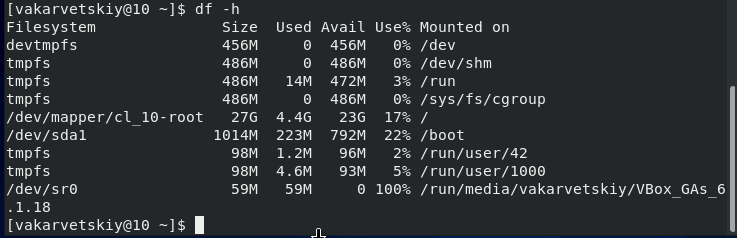 [vakarvetskiy@10 ~]$ df -h
Filesystem Size Used Avail Use% Mounted on
devtmpfs 456M 0 456M 0% /dev
tmpfs 486M 0 486M 0% /dev/shm
tmpfs 486M 14M 472M 3% /run
tmpfs 486M 0 486M 0% /sys/fs/cgroup
/dev/mapper/cl_10-root 27G 4.4G 23G 17% /
/dev/sda1 1014M 223M 792M 22% /boot
tmpfs 98M 1.2M 96M 2% /run/user/42
tmpfs 98M 4.6M 93M 5% /run/user/1000
/dev/sr0 59M 59M 0 100% /run/media/vakarvetskiy/VBox_GAs_6
.1.18
[vakarvetskiy@10 ~]$